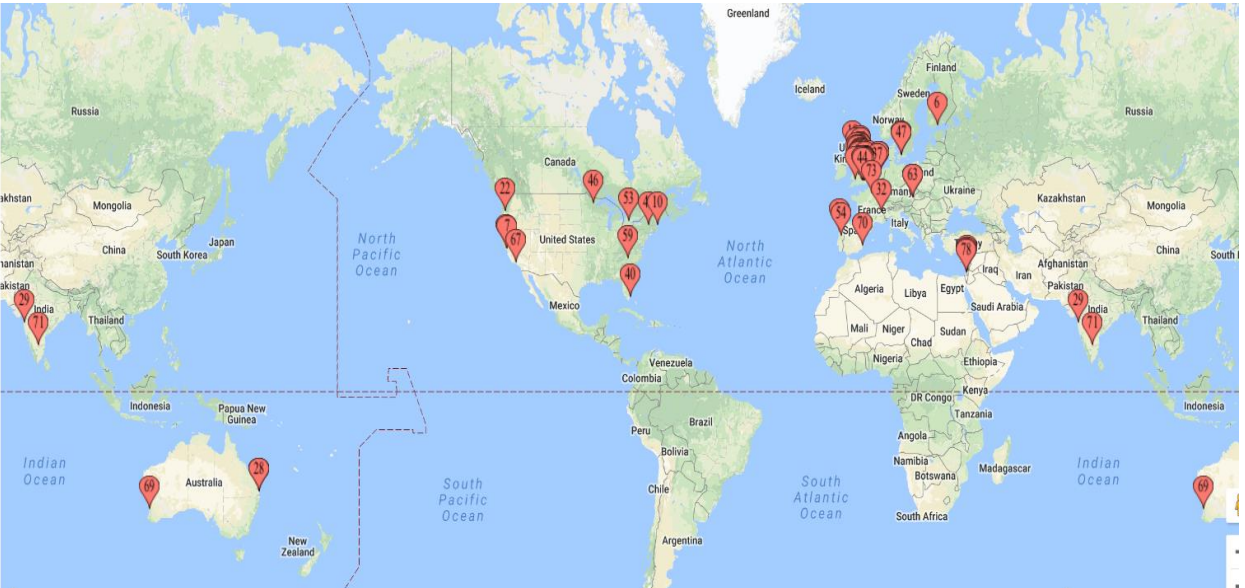 Greenland
Iceland
Finland
Sweden
Norway
Russia
Russia
6
47
Canada
46
22
53
10
44
37
73
63
32
Ukraine
Kazakhstan
Mongolia
Mongolia
54
France
70
Italy
7
67
United States
59
40
78
North
Pacific
Ocean
North
Atlantic
Ocean
China
Japan
South Korea
China
Iraq
Iran
Afghanistan
Pakistan
29
India
71
Thailand
29
India
71
Thailand
Algeria
Libya
Egypt
Saudi Arabia
Mexico
Mali
Niger
Chad
Sudan
Nigeria
Ethiopia
Venezuela
Colombia
Kenya
DR Congo
Tanzania
Indonesia
Papua New
Guinea
Indonesia
Peru
Brazil
Bolivia
Angola
Namibia
Botswana
Madagascar
Indian
Ocean
69
Australia
28
South
Pacific
Ocean
Chile
South
Atlantic
Ocean
Indian
Ocean
69
South Africa
New
Zealand
Argentina